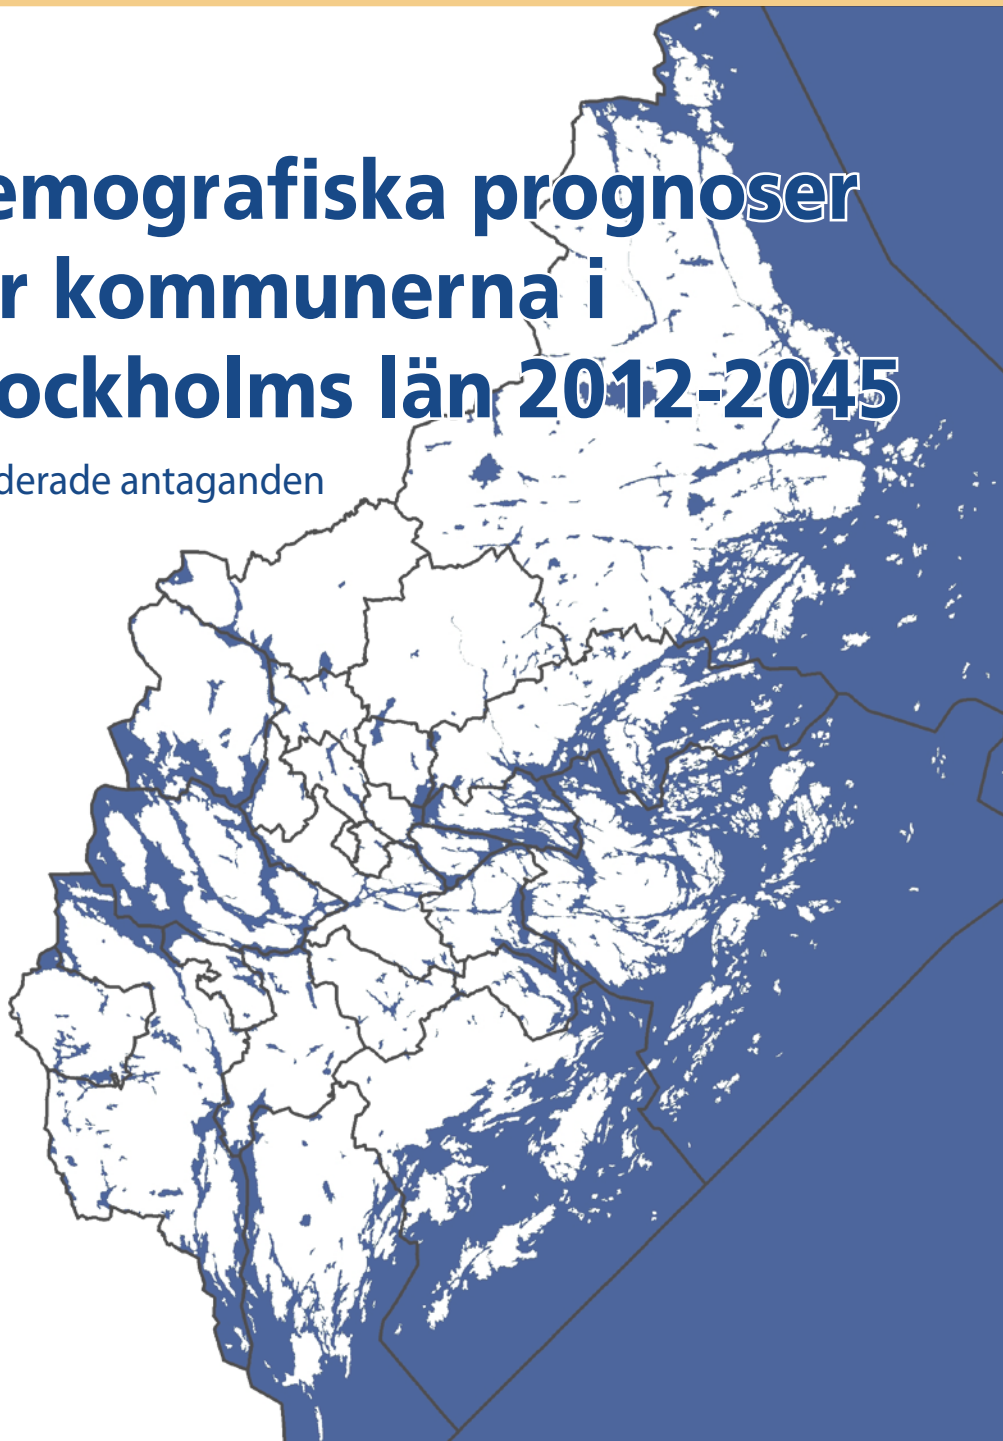 emografiska prognoser
r kommunerna i
ockholms län 2012-2045
derade antaganden